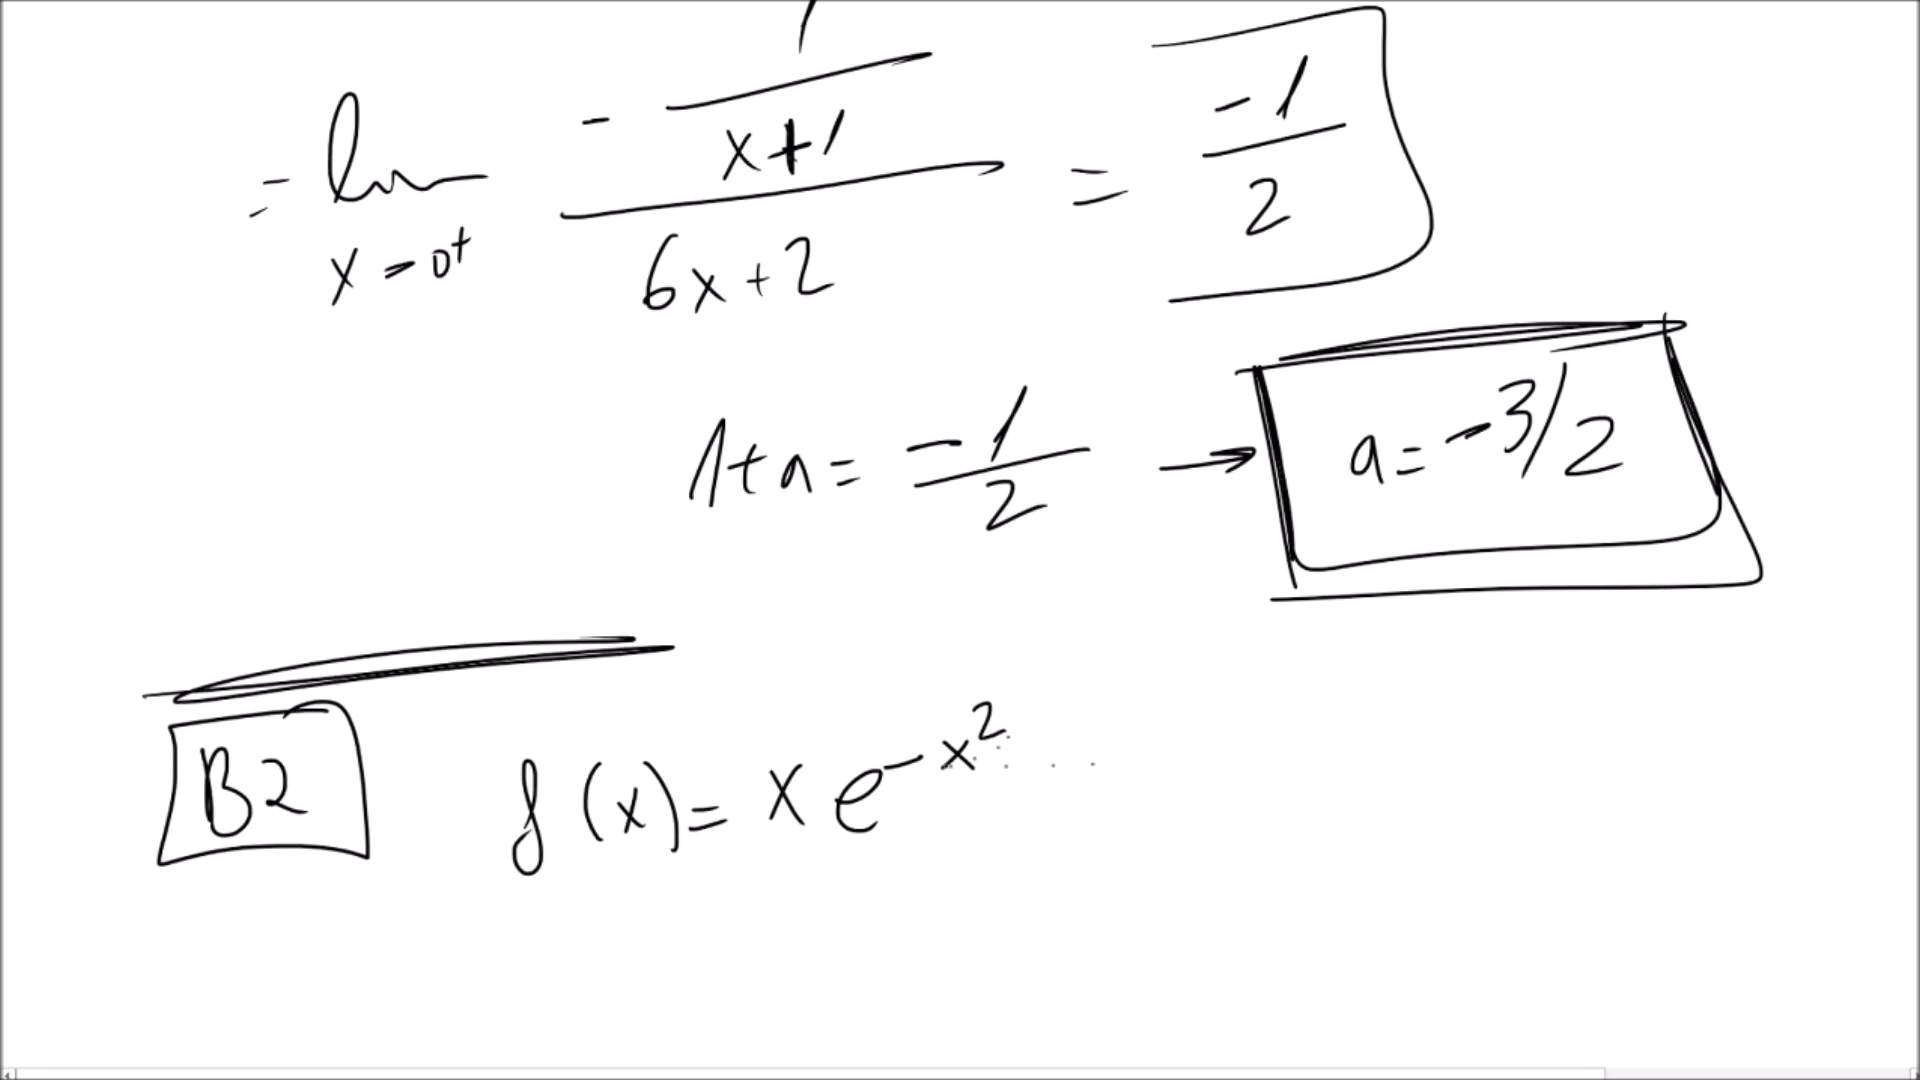 = lim x→0⁺ (- 1/(x+1))/(6x+2) = -1/2
1+a = -1/2 → a = -3/2
B2 f(x) = x e^(-x²)